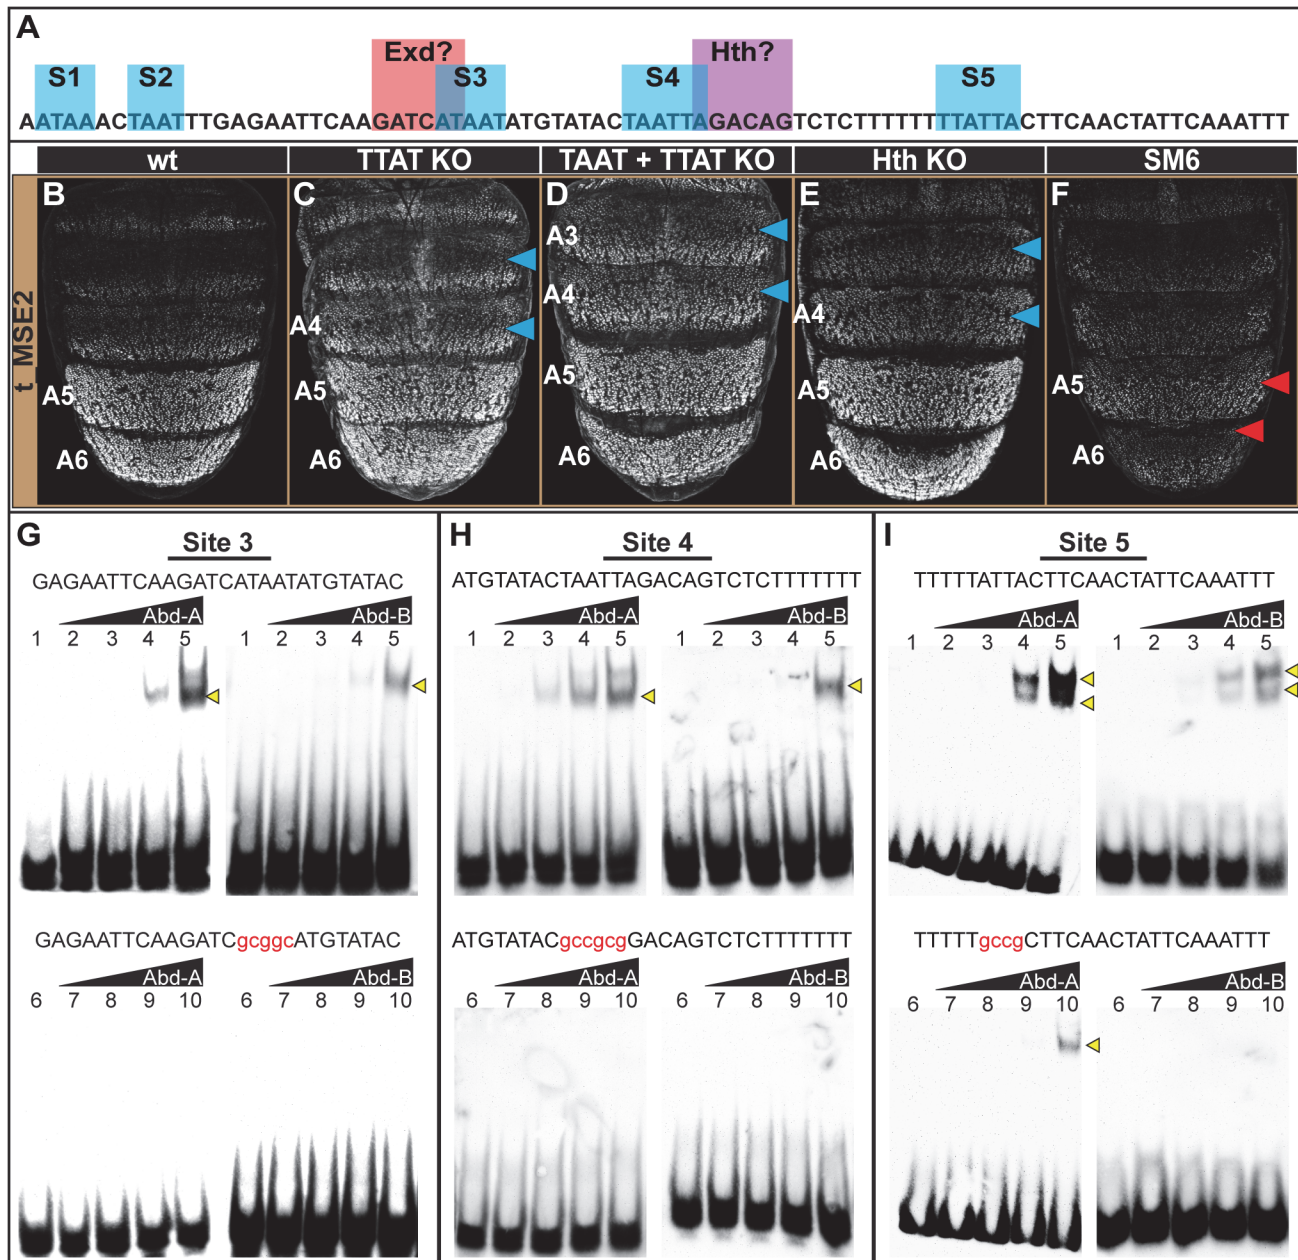 A
Exd? Hth?
S1 S2 S3 S4 S5
AATAAACTAATTTGAGAATTCAAGATCATAATATGTATACTAATTAGACAGTCTCTTTTTTTTATTACTTCAACTATTCAAATTT
wt TTAT KO TAAT + TTAT KO Hth KO SM6
t_MSE2
B
A5
A6
C
A4
A5
A6
D
A3
A4
A5
A6
E
A4
A5
A6
F
A5
A6
G
Site 3
GAGAATTCAAGATCATAATATGTATAC
Abd-A Abd-B
1 2 3 4 5 1 2 3 4 5
GAGAATTCAAGATCgcggcATGTATAC
Abd-A Abd-B
6 7 8 9 10 6 7 8 9 10
H
Site 4
ATGTATACTAATTAGACAGTCTCTTTTTTT
Abd-A Abd-B
1 2 3 4 5 1 2 3 4 5
ATGTATACgccgcgGACAGTCTCTTTTTTT
Abd-A Abd-B
6 7 8 9 10 6 7 8 9 10
I
Site 5
TTTTTATTACTTCAACTATTCAAATTT
Abd-A Abd-B
1 2 3 4 5 1 2 3 4 5
TTTTTgccgCTTCAACTATTCAAATTT
Abd-A Abd-B
6 7 8 9 10 6 7 8 9 10